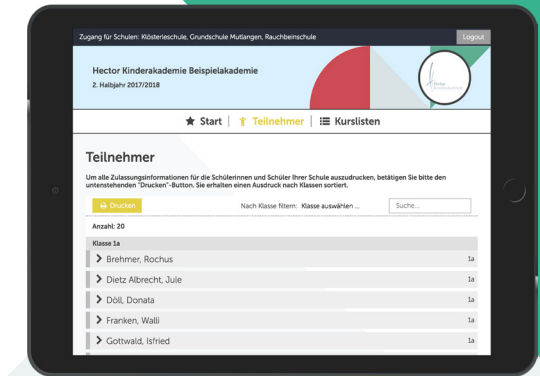 Zugang für Schulen: Klösterleschule, Grundschule Mutlangen, Rauchbeinschule
Logout
Hector Kinderakademie Beispielakademie
2. Halbjahr 2017/2018
Hector
Kinderakademie
Start | Teilnehmer | Kurslisten
Teilnehmer
Um alle Zulassungsinformationen für die Schülerinnen und Schüler Ihrer Schule auszudrucken, betätigen Sie bitte den
untenstehenden "Drucken"-Button. Sie erhalten einen Ausdruck nach Klassen sortiert.
Drucken
Nach Klasse filtern: Klasse auswählen ...
Suche...
Anzahl: 20
Klasse 1a
Brehmer, Rochus 1a
Dietz Albrecht, Jule 1a
Döll, Donata 1a
Franken, Walli 1a
Gottwald, Isfried 1a